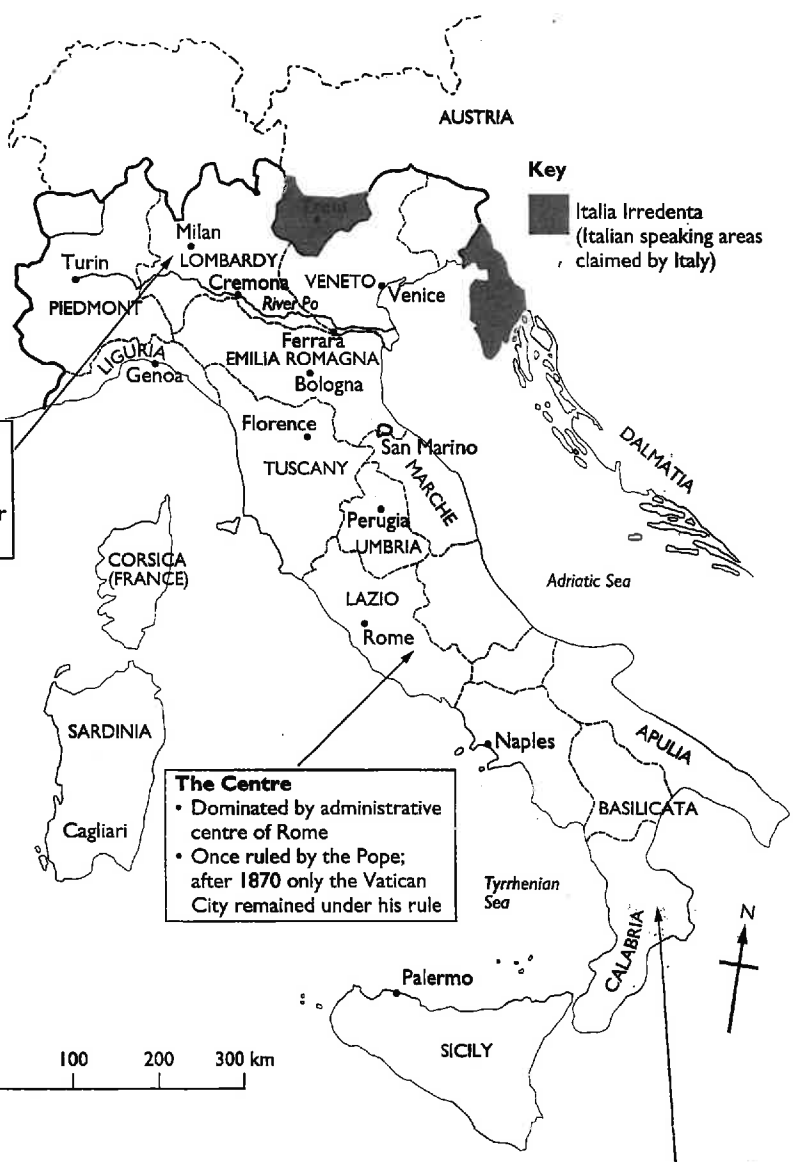 AUSTRIA
Key
Italia Irredenta
(Italian speaking areas
claimed by Italy)
Trent
Milan
LOMBARDY
Turin
Cremona
VENETO
Venice
PIEDMONT
River Po
Ferrara
LIGURIA
EMILIA ROMAGNA
Genoa
Bologna
Florence
San Marino
TUSCANY
MARCHE
DALMATIA
Perugia
UMBRIA
CORSICA
(FRANCE)
Adriatic Sea
LAZIO
Rome
SARDINIA
Naples
APULIA
The Centre
• Dominated by administrative
centre of Rome
• Once ruled by the Pope;
after 1870 only the Vatican
City remained under his rule
BASILICATA
Cagliari
Tyrrhenian
Sea
N
CALABRIA
Palermo
SICILY
100 200 300 km